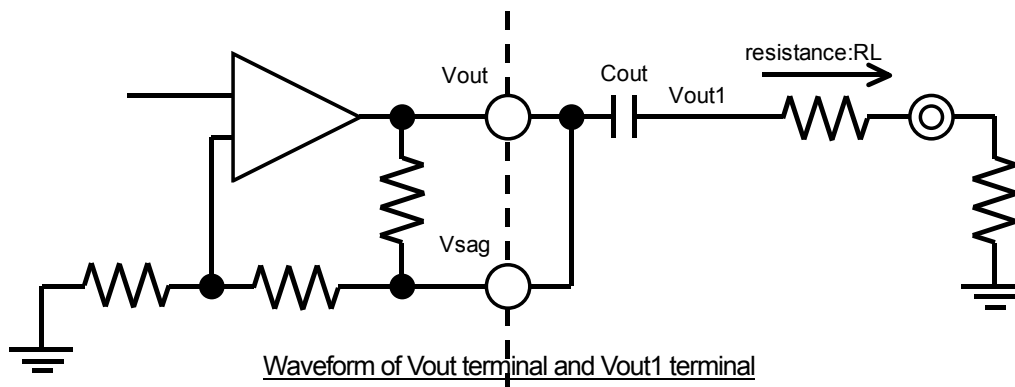 resistance:RL
Vout
Cout
Vout1
Vsag
Waveform of Vout terminal and Vout1 terminal